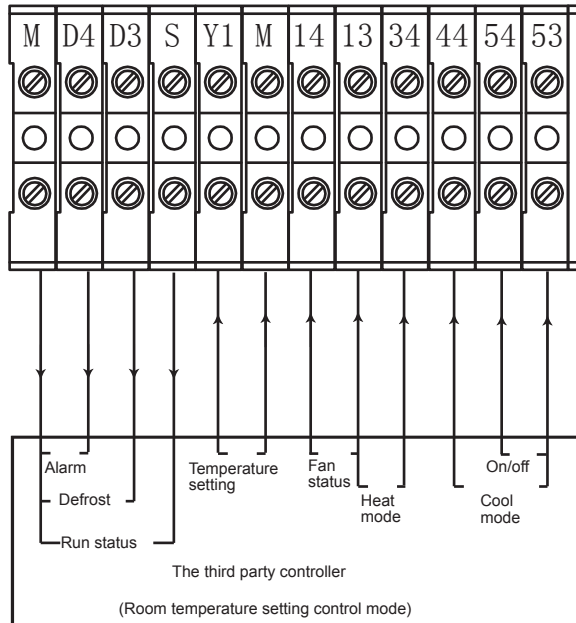 M D4 D3 S Y1 M 14 13 34 44 54 53
Alarm
Defrost
Run status
Temperature
setting
Fan
status
Heat
mode
On/off
Cool
mode
The third party controller
(Room temperature setting control mode)